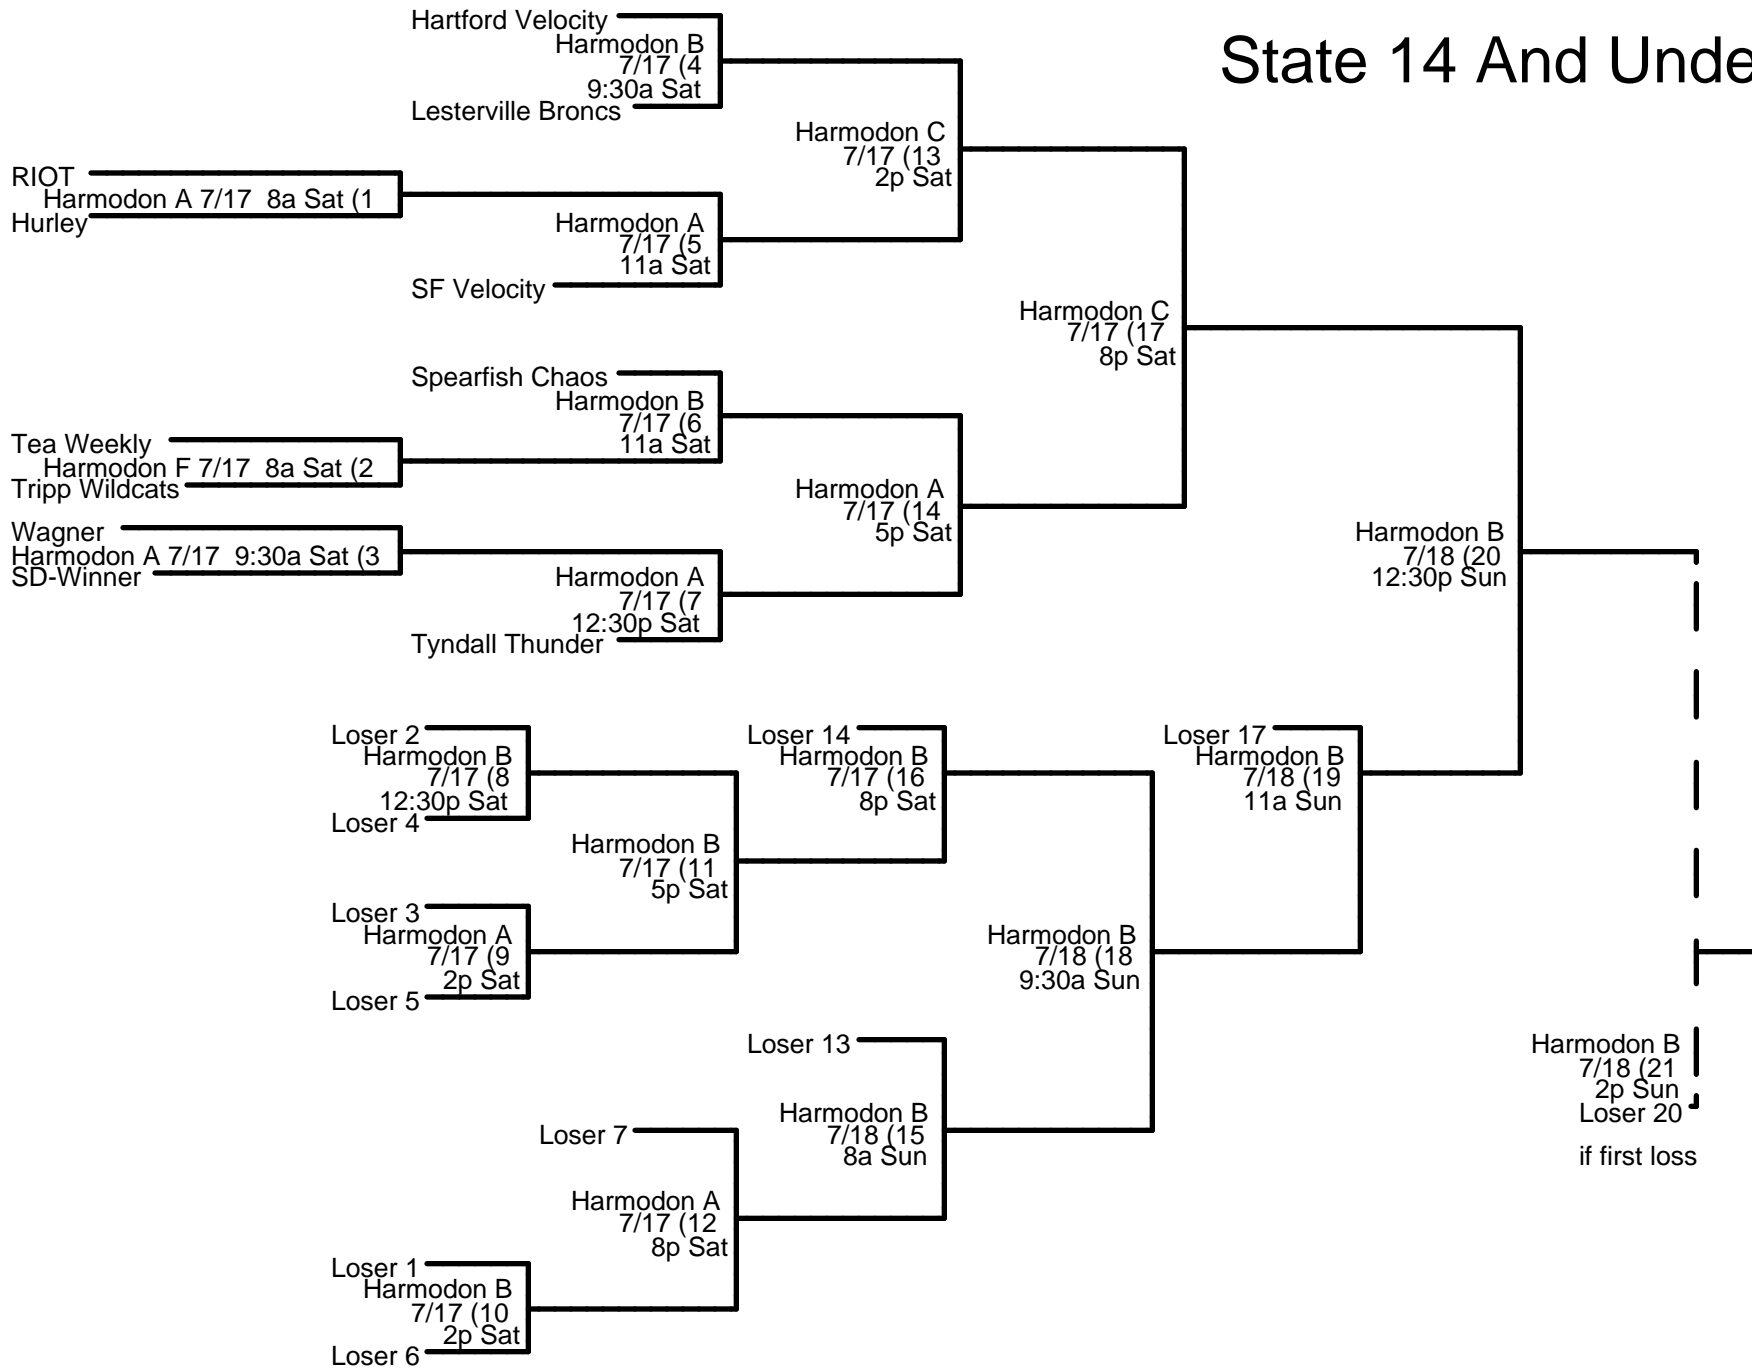 State 14 And Unde
Hartford Velocity
Harmodon B
7/17 (4
9:30a Sat
Lesterville Broncs
Harmodon C
7/17 (13
2p Sat
RIOT
Harmodon A 7/17  8a Sat (1
Hurley
Harmodon A
7/17 (5
11a Sat
SF Velocity
Harmodon C
7/17 (17
8p Sat
Spearfish Chaos
Harmodon B
7/17 (6
11a Sat
Tea Weekly
Harmodon F 7/17  8a Sat (2
Tripp Wildcats
Harmodon A
7/17 (14
5p Sat
Wagner
Harmodon A 7/17  9:30a Sat (3
SD-Winner
Harmodon A
7/17 (7
12:30p Sat
Tyndall Thunder
Harmodon B
7/18 (20
12:30p Sun
Loser 2
Harmodon B
7/17 (8
12:30p Sat
Loser 4
Loser 14
Harmodon B
7/17 (16
8p Sat
Loser 17
Harmodon B
7/18 (19
11a Sun
Harmodon B
7/17 (11
5p Sat
Loser 3
Harmodon A
7/17 (9
2p Sat
Loser 5
Harmodon B
7/18 (18
9:30a Sun
Loser 13
Harmodon B
7/18 (15
8a Sun
Loser 7
Harmodon A
7/17 (12
8p Sat
Loser 1
Harmodon B
7/17 (10
2p Sat
Loser 6
Harmodon B
7/18 (21
2p Sun
Loser 20
if first loss